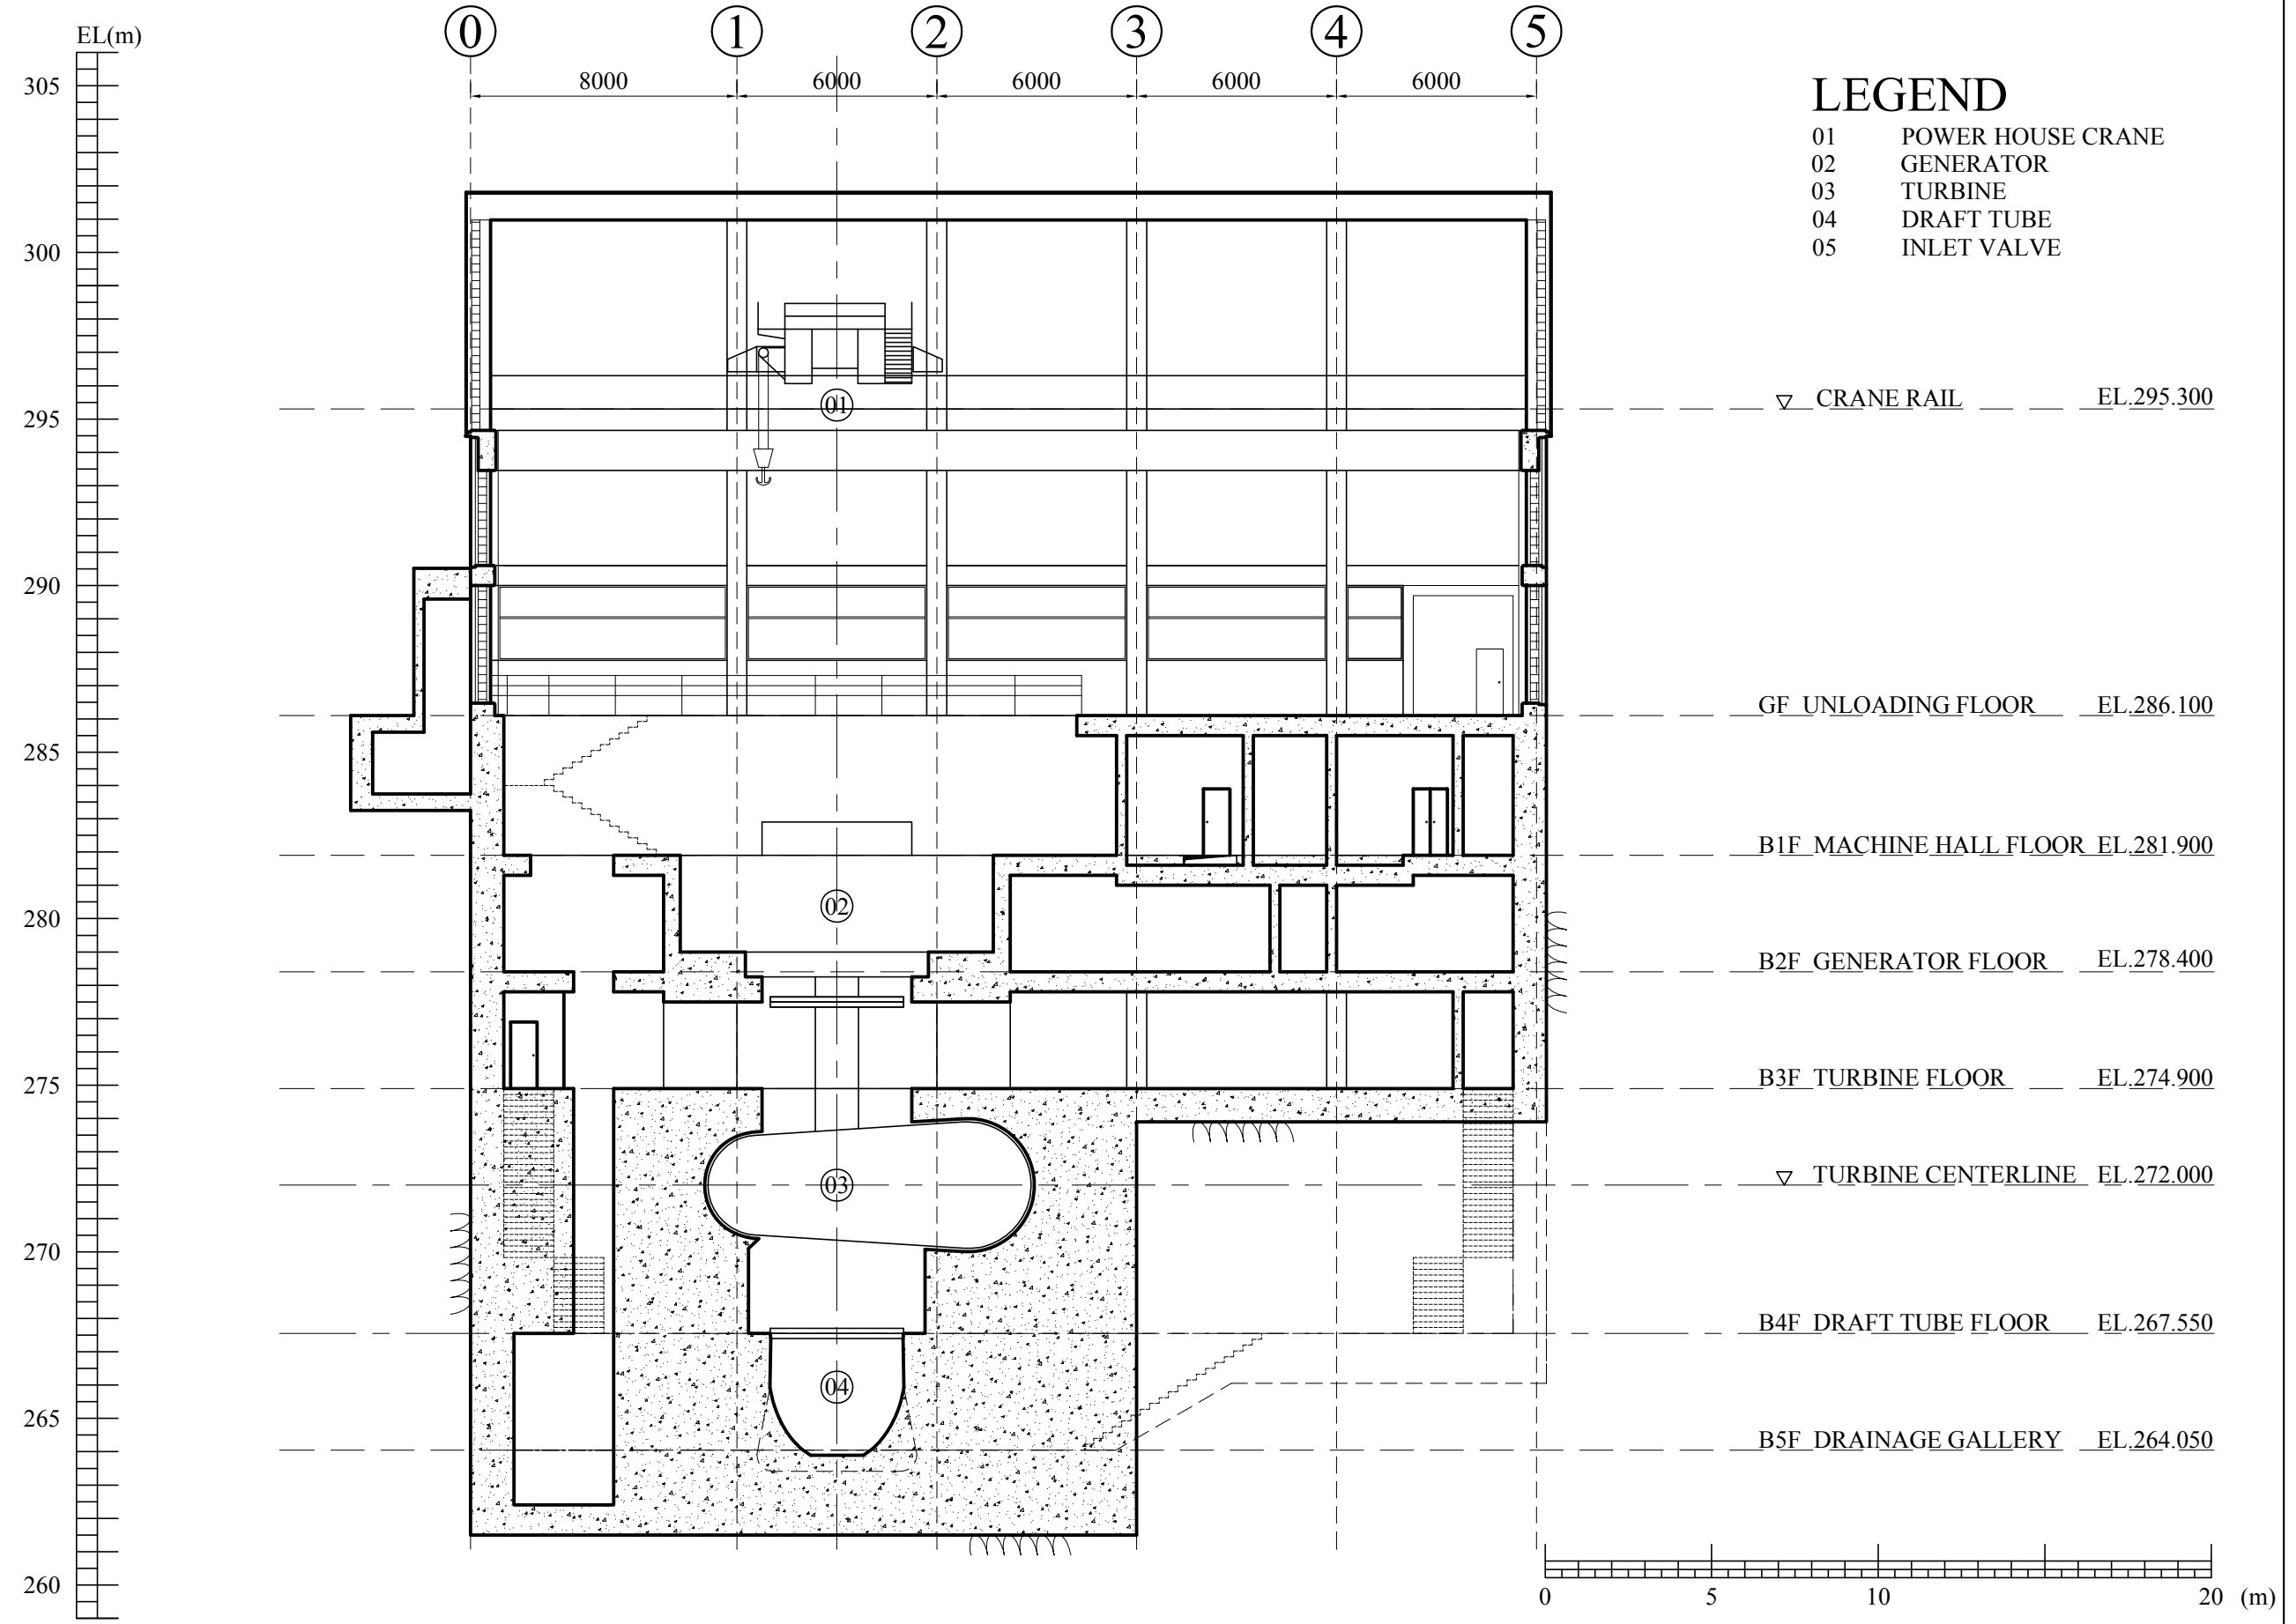 0 1 2 3 4 5
EL(m)
8000 6000 6000 6000 6000
305
LEGEND
01 POWER HOUSE CRANE
02 GENERATOR
03 TURBINE
04 DRAFT TUBE
05 INLET VALVE
300
01
CRANE RAIL EL.295.300
295
290
GF UNLOADING FLOOR EL.286.100
285
B1F MACHINE HALL FLOOR EL.281.900
02
280
B2F GENERATOR FLOOR EL.278.400
275
B3F TURBINE FLOOR EL.274.900
03
TURBINE CENTERLINE EL.272.000
270
B4F DRAFT TUBE FLOOR EL.267.550
04
265
B5F DRAINAGE GALLERY EL.264.050
260
0 5 10 20 (m)